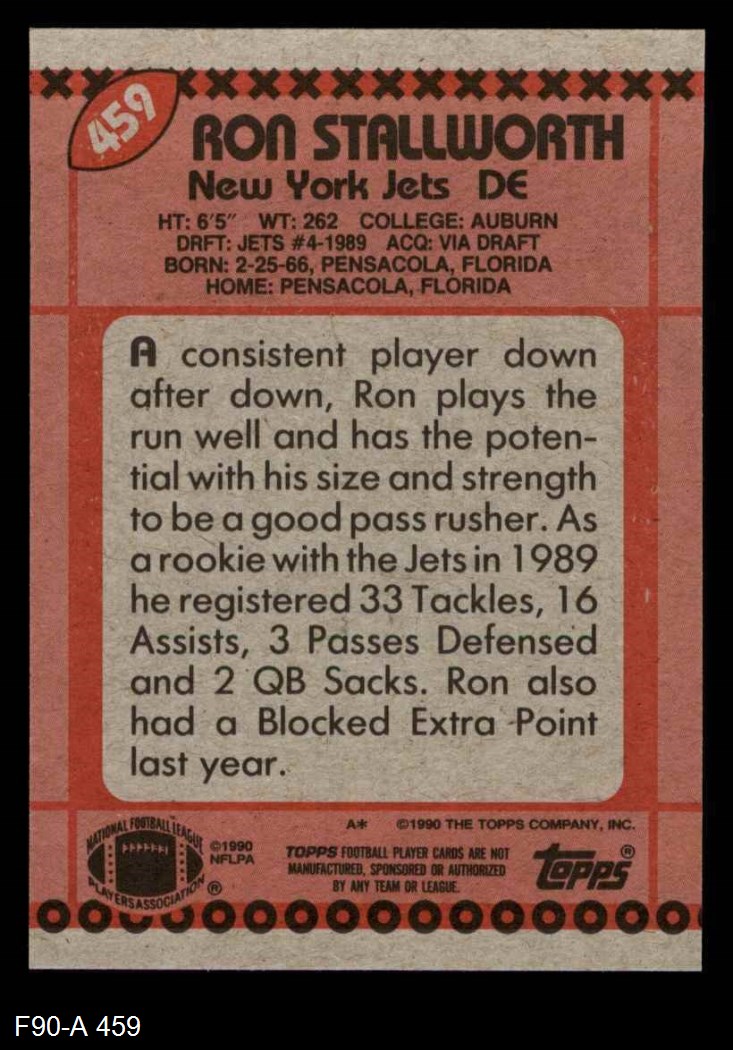 459
RON STALLWORTH
New York Jets DE
HT: 6'5" WT: 262 COLLEGE: AUBURN
DRFT: JETS #4-1989 ACQ: VIA DRAFT
BORN: 2-25-66, PENSACOLA, FLORIDA
HOME: PENSACOLA, FLORIDA
A consistent player down
after down, Ron plays the
run well and has the poten-
tial with his size and strength
to be a good pass rusher. As
a rookie with the Jets in 1989
he registered 33 Tackles, 16
Assists, 3 Passes Defensed
and 2 QB Sacks. Ron also
had a Blocked Extra Point
last year.
A* ©1990 THE TOPPS COMPANY, INC.
NATIONAL FOOTBALL LEAGUE
PLAYERS ASSOCIATION ®
©1990
NFLPA
TOPPS FOOTBALL PLAYER CARDS ARE NOT
MANUFACTURED, SPONSORED OR AUTHORIZED
BY ANY TEAM OR LEAGUE.
topps ®
F90-A 459